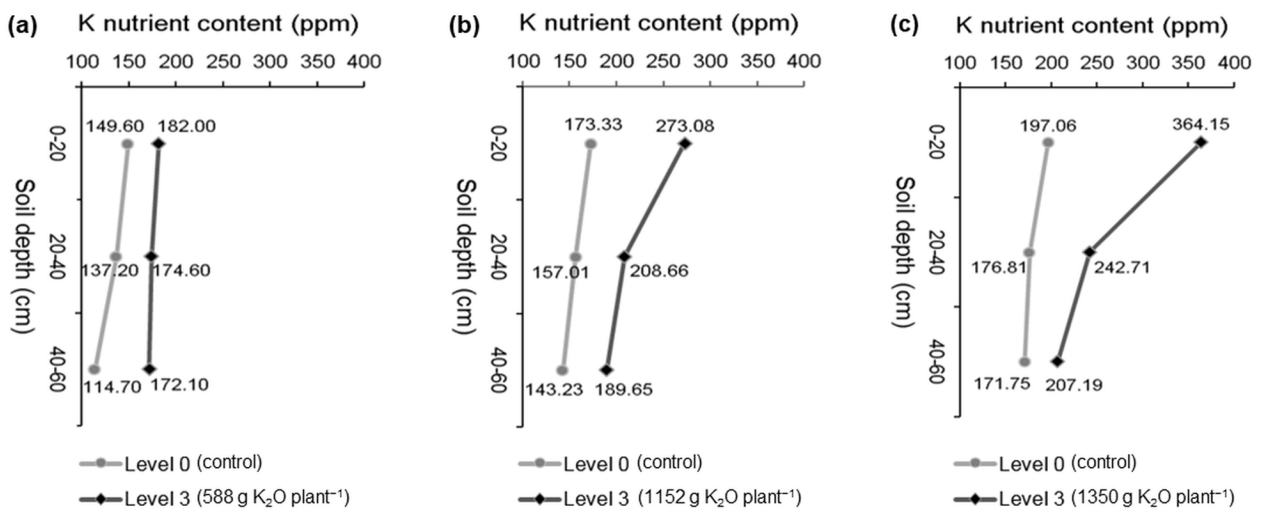 (a) K nutrient content (ppm)
100 150 200 250 300 350 400
Soil depth (cm)
0-20
20-40
40-60
149.60 182.00
137.20 174.60
114.70 172.10
Level 0 (control)
Level 3 (588 g K₂O plant⁻¹)
(b) K nutrient content (ppm)
100 150 200 250 300 350 400
Soil depth (cm)
0-20
20-40
40-60
173.33 273.08
157.01 208.66
143.23 189.65
Level 0 (control)
Level 3 (1152 g K₂O plant⁻¹)
(c) K nutrient content (ppm)
100 150 200 250 300 350 400
Soil depth (cm)
0-20
20-40
40-60
197.06 364.15
176.81 242.71
171.75 207.19
Level 0 (control)
Level 3 (1350 g K₂O plant⁻¹)